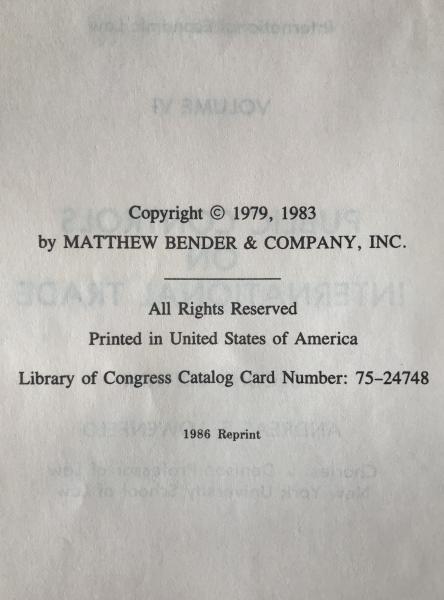 Copyright © 1979, 1983
by MATTHEW BENDER & COMPANY, INC.
All Rights Reserved
Printed in United States of America
Library of Congress Catalog Card Number: 75-24748
1986 Reprint